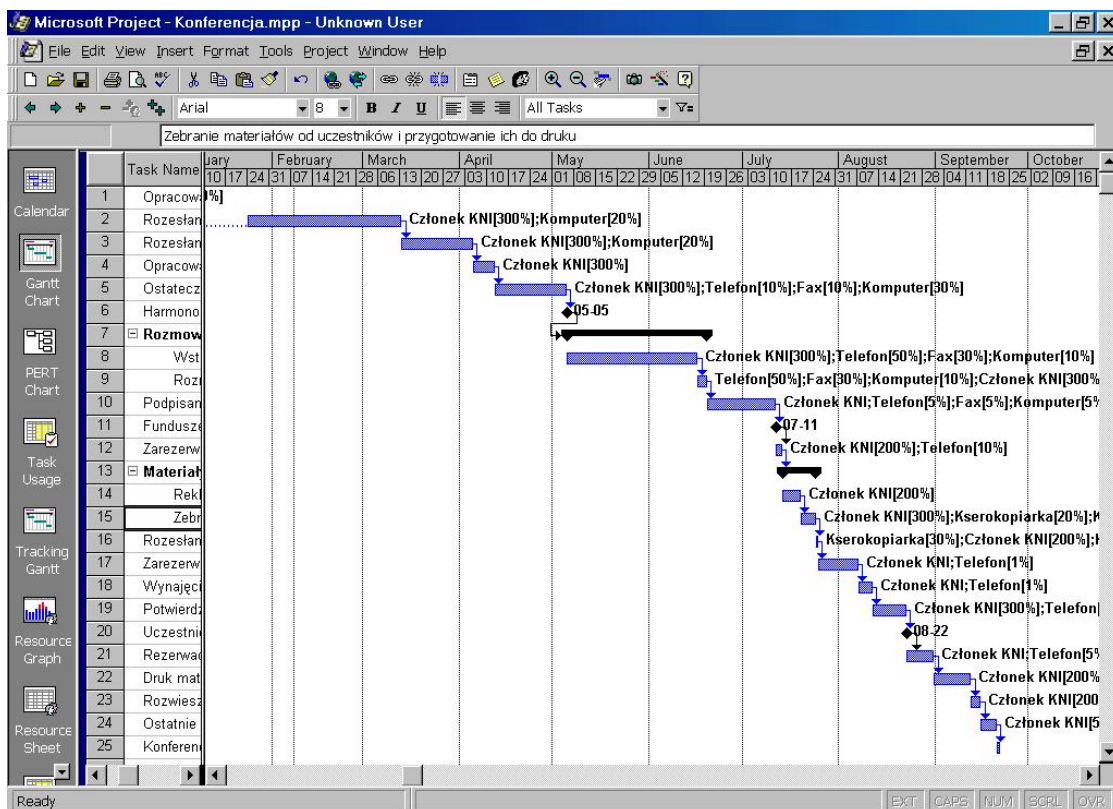 Microsoft Project - Konferencja.mpp - Unknown User
File Edit View Insert Format Tools Project Window Help
Arial 8 B I U All Tasks
Zebranie materiałów od uczestników i przygotowanie ich do druku
Task Name uary February March April May June July August September October
10 17 24 31 07 14 21 28 06 13 20 27 03 10 17 24 01 08 15 22 29 05 12 19 26 03 10 17 24 31 07 14 21 28 04 11 18 25 02 09 16
Calendar
Gantt Chart
PERT Chart
Task Usage
Tracking Gantt
Resource Graph
Resource Sheet
1 Opracow %]
2 Rozesłan Członek KNI[300%];Komputer[20%]
3 Rozesłan Członek KNI[300%];Komputer[20%]
4 Opracow Członek KNI[300%]
5 Ostatecz Członek KNI[300%];Telefon[10%];Fax[10%];Komputer[30%]
6 Harmono 05-05
7 Rozmow
8 Wst Członek KNI[300%];Telefon[50%];Fax[30%];Komputer[10%]
9 Roz Telefon[50%];Fax[30%];Komputer[10%];Członek KNI[300%
10 Podpisan Członek KNI;Telefon[5%];Fax[5%];Komputer[5%
11 Fundusze 07-11
12 Zarezerw Członek KNI[200%];Telefon[10%]
13 Materiał
14 Rekl Członek KNI[200%]
15 Zebr Członek KNI[300%];Kserokopiarka[20%];K
16 Rozesłan Kserokopiarka[30%];Członek KNI[200%];
17 Zarezerw Członek KNI;Telefon[1%]
18 Wynajęci Członek KNI;Telefon[1%]
19 Potwierdz Członek KNI[300%];Telefon[
20 Uczestni 08-22
21 Rezerwac Członek KNI;Telefon[5%
22 Druk mat Członek KNI[200%
23 Rozwiesz Członek KNI[200
24 Ostatnie Członek KNI[5
25 Konferen
Ready EXT CAPS NUM SCRL OVR